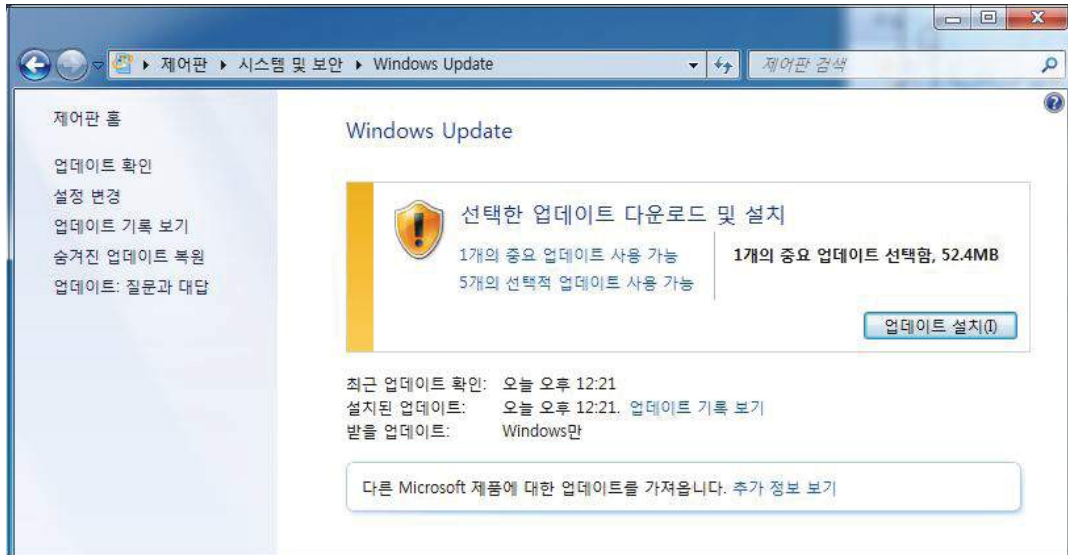 제어판 ▸ 시스템 및 보안 ▸ Windows Update
제어판 검색
제어판 홈
업데이트 확인
설정 변경
업데이트 기록 보기
숨겨진 업데이트 복원
업데이트: 질문과 대답
Windows Update
선택한 업데이트 다운로드 및 설치
1개의 중요 업데이트 사용 가능
5개의 선택적 업데이트 사용 가능
1개의 중요 업데이트 선택함, 52.4MB
업데이트 설치(I)
최근 업데이트 확인: 오늘 오후 12:21
설치된 업데이트: 오늘 오후 12:21. 업데이트 기록 보기
받을 업데이트: Windows만
다른 Microsoft 제품에 대한 업데이트를 가져옵니다. 추가 정보 보기